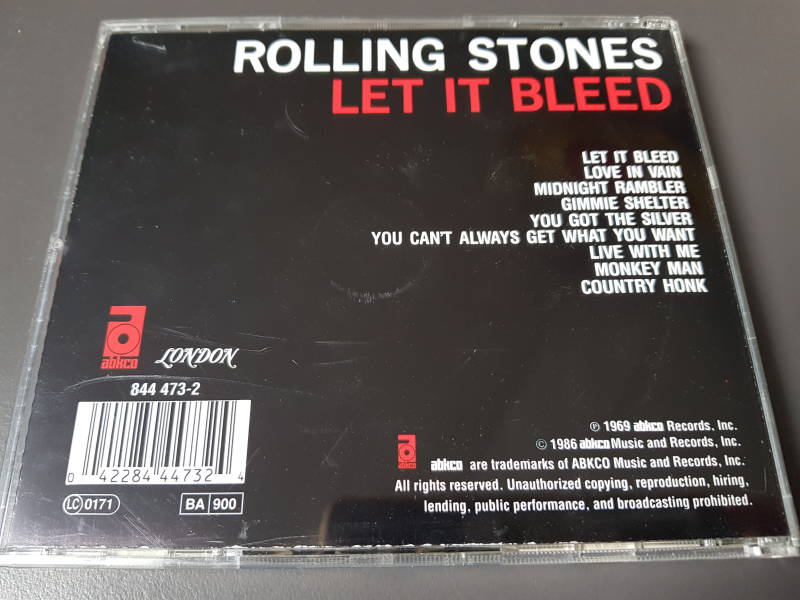 ROLLING STONES
LET IT BLEED
LET IT BLEED
LOVE IN VAIN
MIDNIGHT RAMBLER
GIMMIE SHELTER
YOU GOT THE SILVER
YOU CAN'T ALWAYS GET WHAT YOU WANT
LIVE WITH ME
MONKEY MAN
COUNTRY HONK
abkco LONDON
844 473-2
0 42284 44732 4
LC 0171 BA 900
℗ 1969 abkco Records, Inc.
© 1986 abkco Music and Records, Inc.
abkco abkco are trademarks of ABKCO Music and Records, Inc.
All rights reserved. Unauthorized copying, reproduction, hiring,
lending, public performance, and broadcasting prohibited.